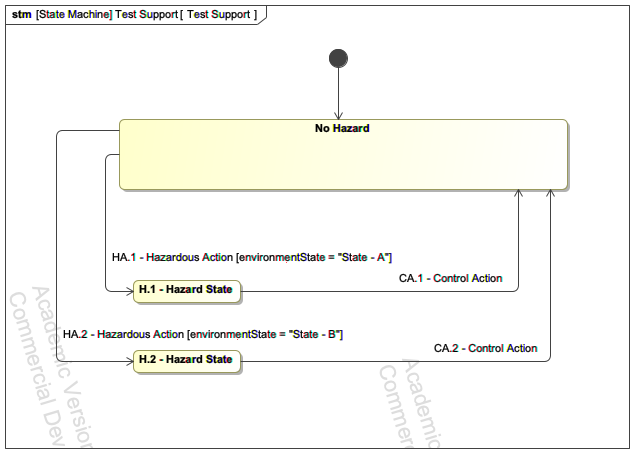 stm [State Machine] Test Support [ Test Support ]
No Hazard
HA.1 - Hazardous Action [environmentState = "State - A"]
CA.1 - Control Action
H.1 - Hazard State
HA.2 - Hazardous Action [environmentState = "State - B"]
CA.2 - Control Action
H.2 - Hazard State
Academic Version
Commercial Dev
Academic
Commerc